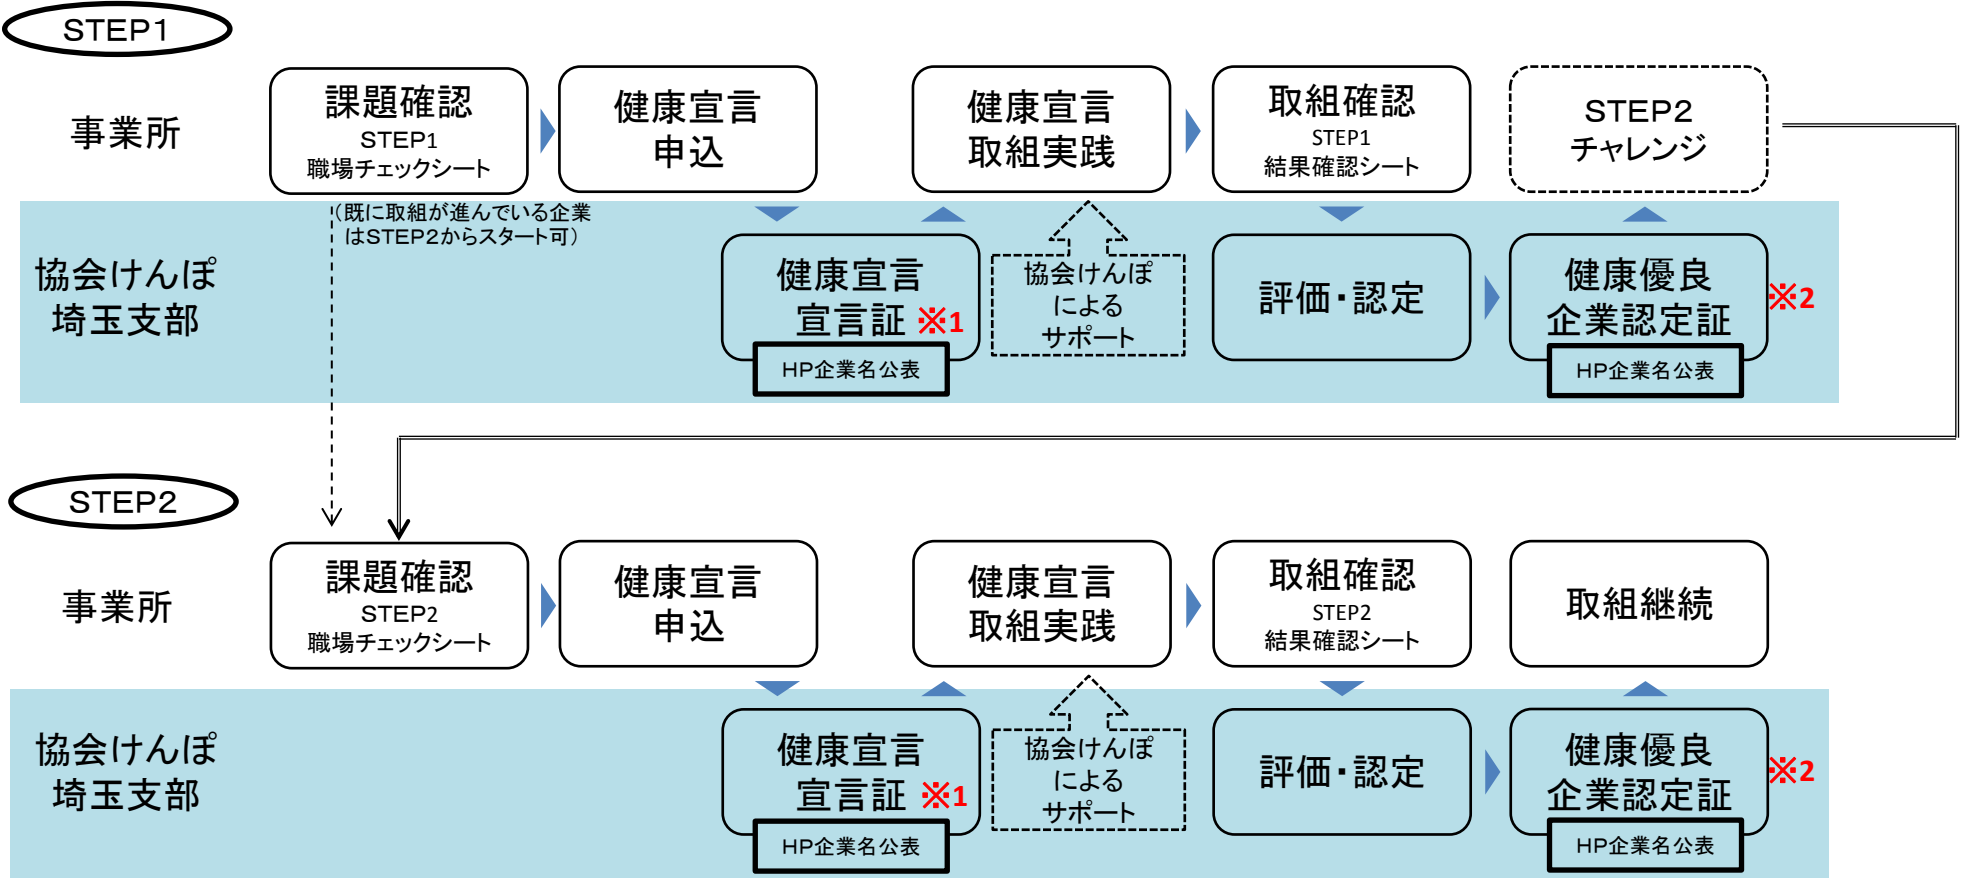 STEP1
事業所
課題確認
STEP1
職場チェックシート
健康宣言
申込
健康宣言
取組実践
取組確認
STEP1
結果確認シート
STEP2
チャレンジ
（既に取組が進んでいる企業
はSTEP2からスタート可）
協会けんぽ
埼玉支部
健康宣言
宣言証 ※1
HP企業名公表
協会けんぽ
による
サポート
評価・認定
健康優良
企業認定証
※2
HP企業名公表
STEP2
事業所
課題確認
STEP2
職場チェックシート
健康宣言
申込
健康宣言
取組実践
取組確認
STEP2
結果確認シート
取組継続
協会けんぽ
埼玉支部
健康宣言
宣言証 ※1
HP企業名公表
協会けんぽ
による
サポート
評価・認定
健康優良
企業認定証
※2
HP企業名公表